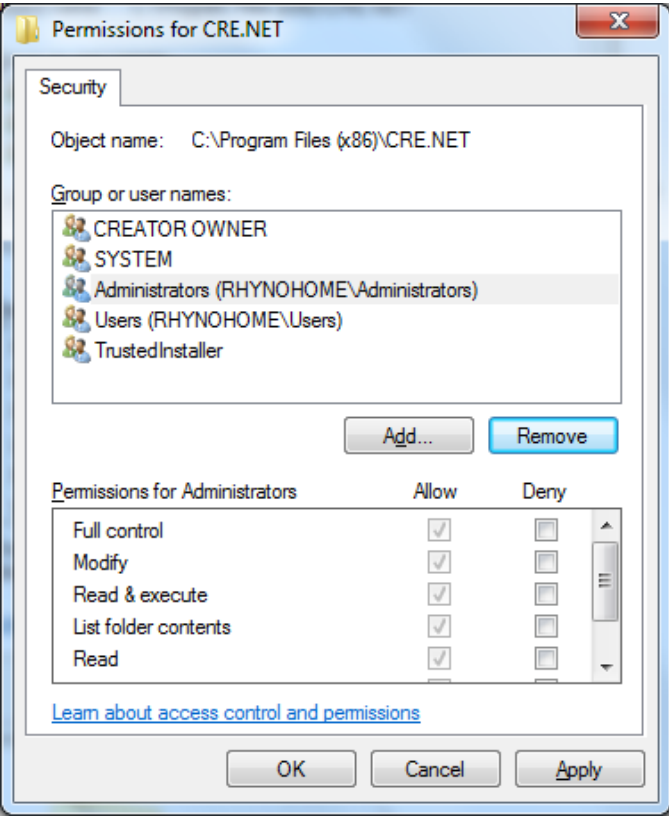 Permissions for CRE.NET
Security
Object name: C:\Program Files (x86)\CRE.NET
Group or user names:
CREATOR OWNER
SYSTEM
Administrators (RHYNOHOME\Administrators)
Users (RHYNOHOME\Users)
TrustedInstaller
Add... Remove
Permissions for Administrators Allow Deny
Full control
Modify
Read & execute
List folder contents
Read
Learn about access control and permissions
OK Cancel Apply